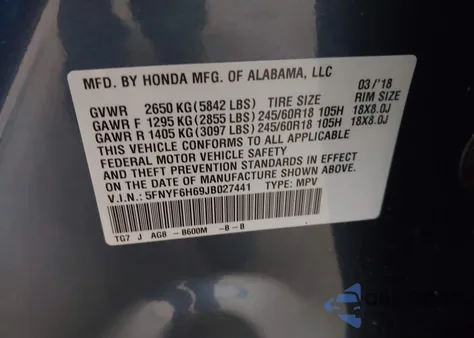 MFD. BY HONDA MFG. OF ALABAMA, LLC 03/'18
GVWR 2650 KG(5842 LBS) TIRE SIZE RIM SIZE
GAWR F 1295 KG(2855 LBS) 245/60R18 105H 18X8.0J
GAWR R 1405 KG(3097 LBS) 245/60R18 105H 18X8.0J
THIS VEHICLE CONFORMS TO ALL APPLICABLE
FEDERAL MOTOR VEHICLE SAFETY
AND THEFT PREVENTION STANDARDS IN EFFECT
ON THE DATE OF MANUFACTURE SHOWN ABOVE.
V.I.N.: 5FNYF6H69JB027441 TYPE: MPV
TG7 J AGB - B600M -B - B